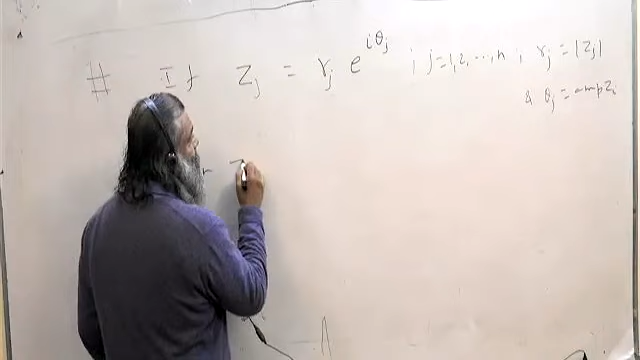 # If z_j = r_j e^{iθ_j} ; j=1,2,...,n ; r_j = |z_j|
& θ_j = amp z_j